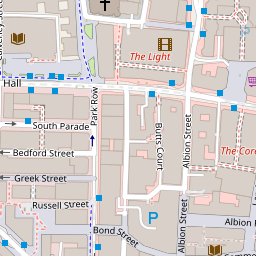 The Light
Hall
Park Row
South Parade
Butts Court
Albion Street
Bedford Street
The Core
Greek Street
Russell Street
P
Albion
Bond Street